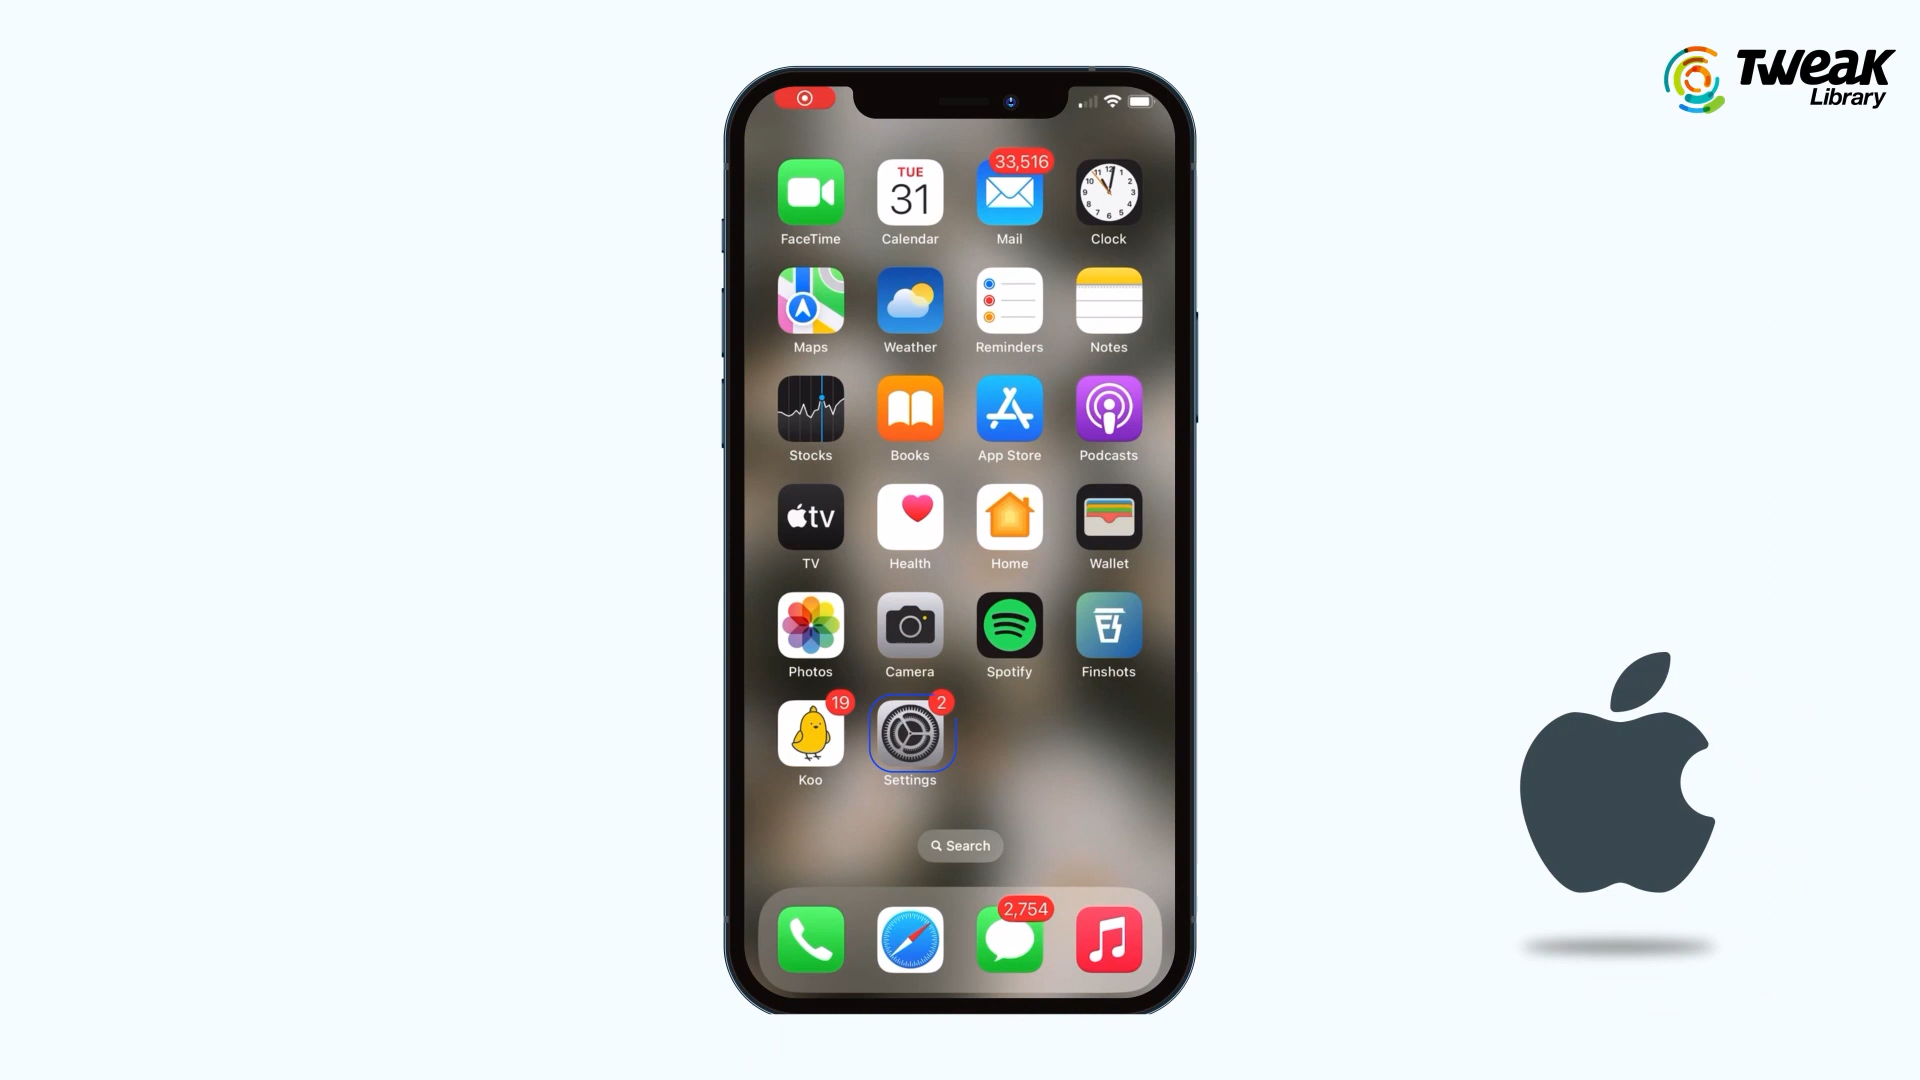 Tweak
Library
33,516
TUE
31
FaceTime
Calendar
Mail
Clock
Maps
Weather
Reminders
Notes
Stocks
Books
App Store
Podcasts
tv
TV
Health
Home
Wallet
Photos
Camera
Spotify
Finshots
19
2
Koo
Settings
Search
2,754